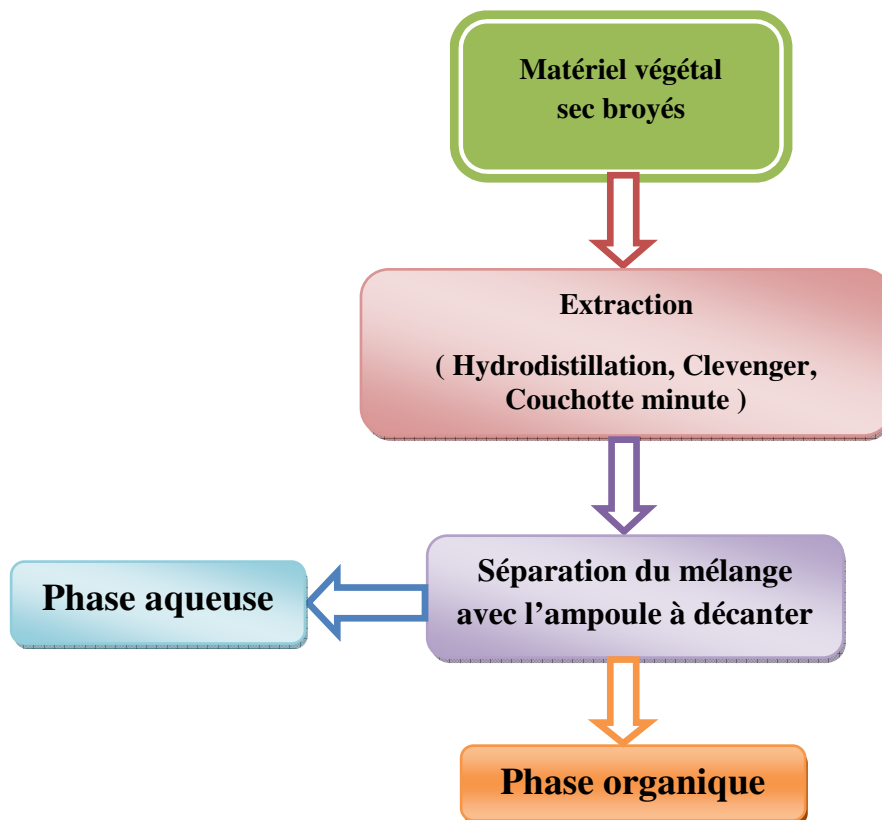 Matériel végétal
sec broyés
Extraction
( Hydrodistillation, Clevenger,
Couchotte minute )
Séparation du mélange
avec l’ampoule à décanter
Phase aqueuse
Phase organique